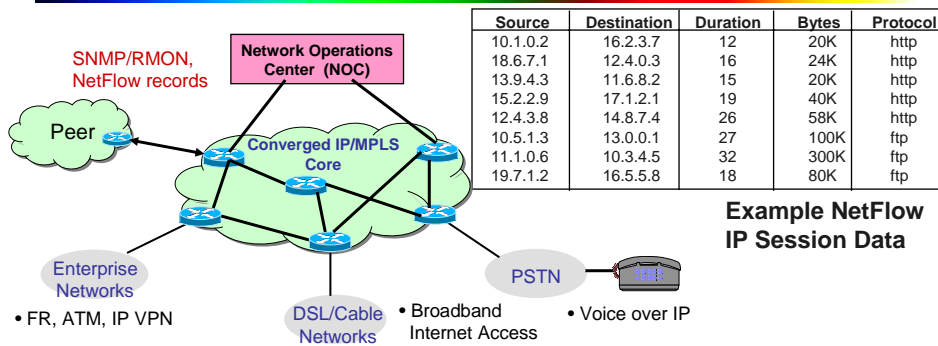 SNMP/RMON,
NetFlow records
Network Operations
Center (NOC)
Peer
Converged IP/MPLS
Core
Enterprise
Networks
• FR, ATM, IP VPN
DSL/Cable
Networks
• Broadband
Internet Access
PSTN
• Voice over IP
Source Destination Duration Bytes Protocol
10.1.0.2 16.2.3.7 12 20K http
18.6.7.1 12.4.0.3 16 24K http
13.9.4.3 11.6.8.2 15 20K http
15.2.2.9 17.1.2.1 19 40K http
12.4.3.8 14.8.7.4 26 58K http
10.5.1.3 13.0.0.1 27 100K ftp
11.1.0.6 10.3.4.5 32 300K ftp
19.7.1.2 16.5.5.8 18 80K ftp
Example NetFlow
IP Session Data